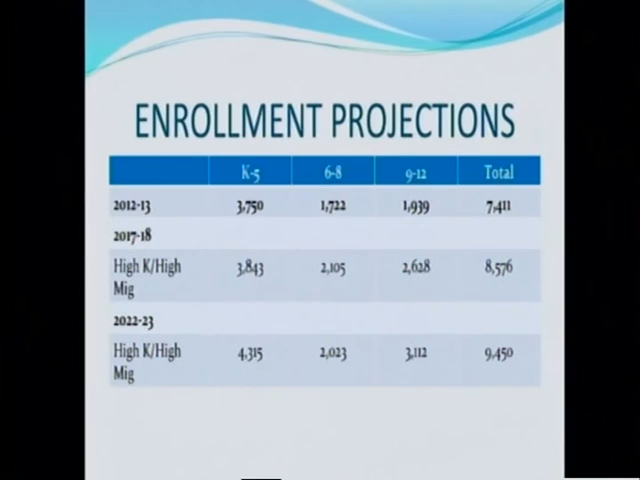 ENROLLMENT PROJECTIONS
K-5 6-8 9-12 Total
2012-13 3,750 1,722 1,939 7,411
2017-18
High K/High Mig 3,843 2,105 2,628 8,576
2022-23
High K/High Mig 4,315 2,023 3,112 9,450